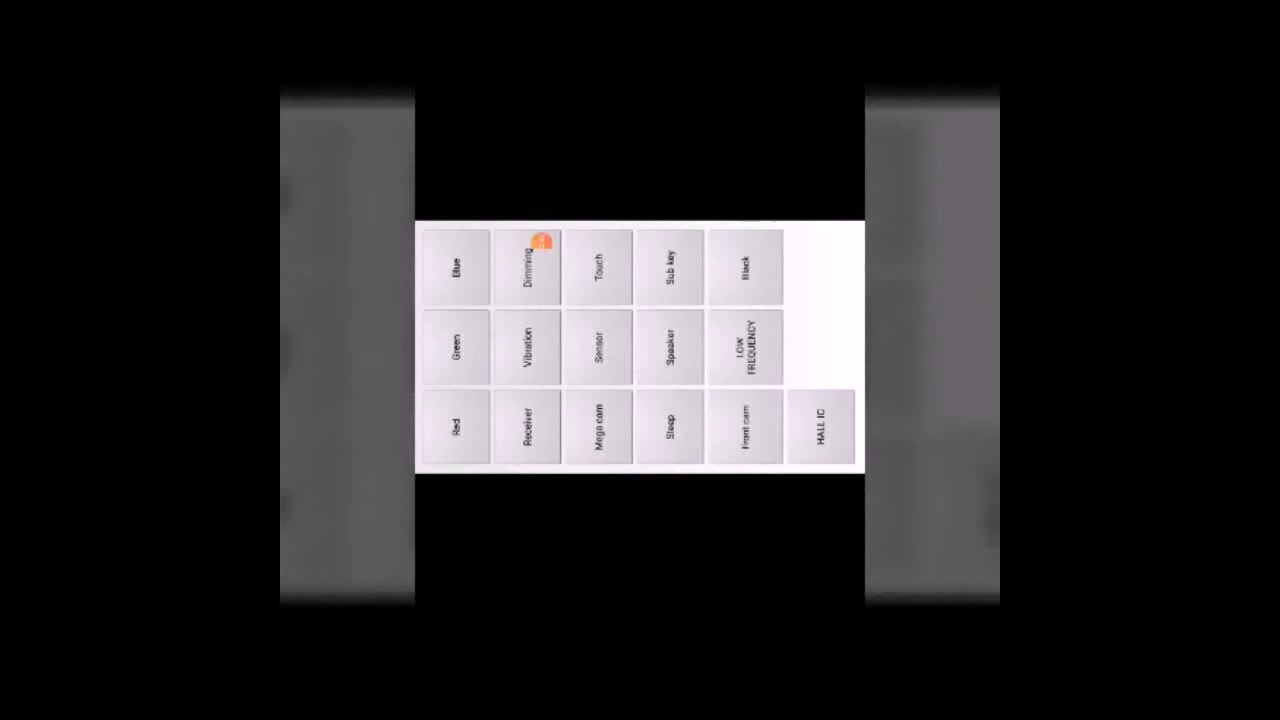 Red
Green
Blue
Receiver
Vibration
Dimming
Mega cam
Sensor
Touch
Sleep
Speaker
Sub key
Front cam
LOW
FREQUENCY
Black
HALL IC